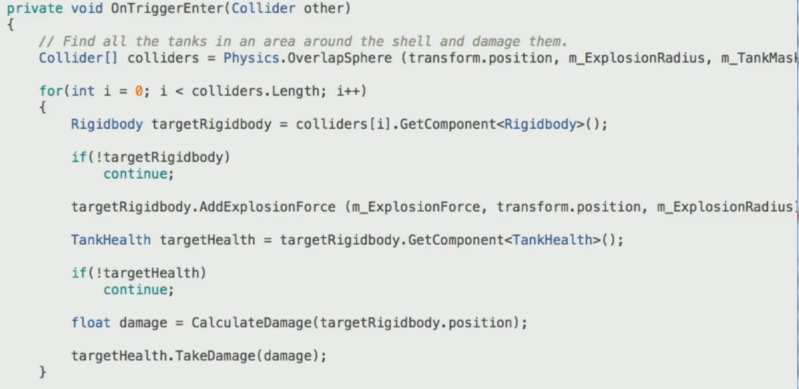 private void OnTriggerEnter(Collider other)
{
// Find all the tanks in an area around the shell and damage them.
Collider[] colliders = Physics.OverlapSphere (transform.position, m_ExplosionRadius, m_TankMask
for(int i = 0; i < colliders.Length; i++)
{
Rigidbody targetRigidbody = colliders[i].GetComponent<Rigidbody>();
if(!targetRigidbody)
continue;
targetRigidbody.AddExplosionForce (m_ExplosionForce, transform.position, m_ExplosionRadius)
TankHealth targetHealth = targetRigidbody.GetComponent<TankHealth>();
if(!targetHealth)
continue;
float damage = CalculateDamage(targetRigidbody.position);
targetHealth.TakeDamage(damage);
}